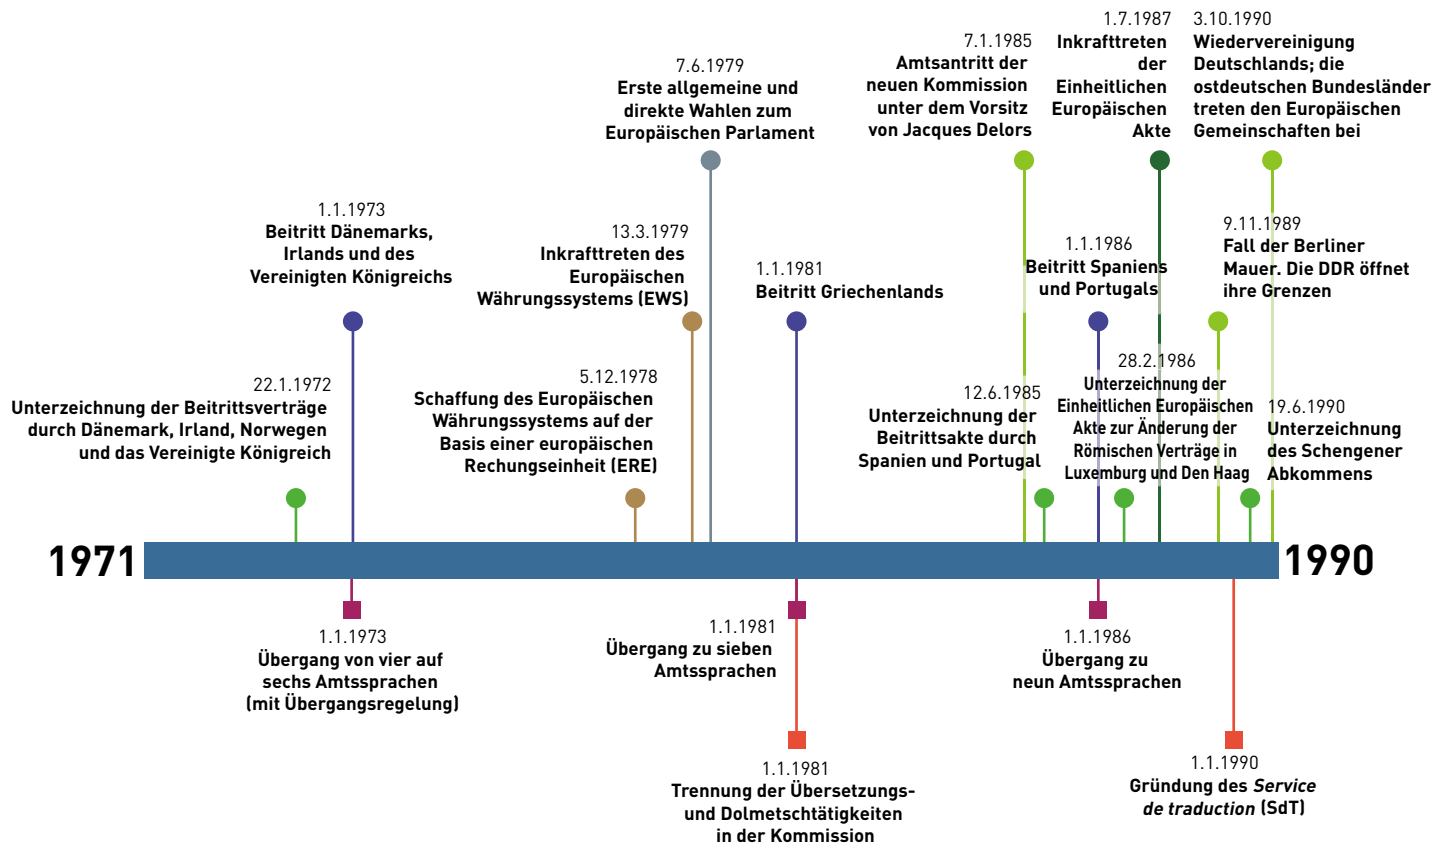 1.7.1987
Inkrafttreten
der
Einheitlichen
Europäischen
Akte
3.10.1990
Wiedervereinigung
Deutschlands; die
ostdeutschen Bundesländer
treten den Europäischen
Gemeinschaften bei
7.1.1985
Amtsantritt der
neuen Kommission
unter dem Vorsitz
von Jacques Delors
7.6.1979
Erste allgemeine und
direkte Wahlen zum
Europäischen Parlament
1.1.1973
Beitritt Dänemarks,
Irlands und des
Vereinigten Königreichs
13.3.1979
Inkrafttreten des
Europäischen
Währungssystems (EWS)
1.1.1981
Beitritt Griechenlands
1.1.1986
Beitritt Spaniens
und Portugals
9.11.1989
Fall der Berliner
Mauer. Die DDR öffnet
ihre Grenzen
22.1.1972
Unterzeichnung der Beitrittsverträge
durch Dänemark, Irland, Norwegen
und das Vereinigte Königreich
5.12.1978
Schaffung des Europäischen
Währungssystems auf der
Basis einer europäischen
Rechungseinheit (ERE)
12.6.1985
Unterzeichnung der
Beitrittsakte durch
Spanien und Portugal
28.2.1986
Unterzeichnung der
Einheitlichen Europäischen
Akte zur Änderung der
Römischen Verträge in
Luxemburg und Den Haag
19.6.1990
Unterzeichnung
des Schengener
Abkommens
1971
1990
1.1.1973
Übergang von vier auf
sechs Amtssprachen
(mit Übergangsregelung)
1.1.1981
Übergang zu sieben
Amtssprachen
1.1.1986
Übergang zu
neun Amtssprachen
1.1.1981
Trennung der Übersetzungs-
und Dolmetschtätigkeiten
in der Kommission
1.1.1990
Gründung des Service
de traduction (SdT)